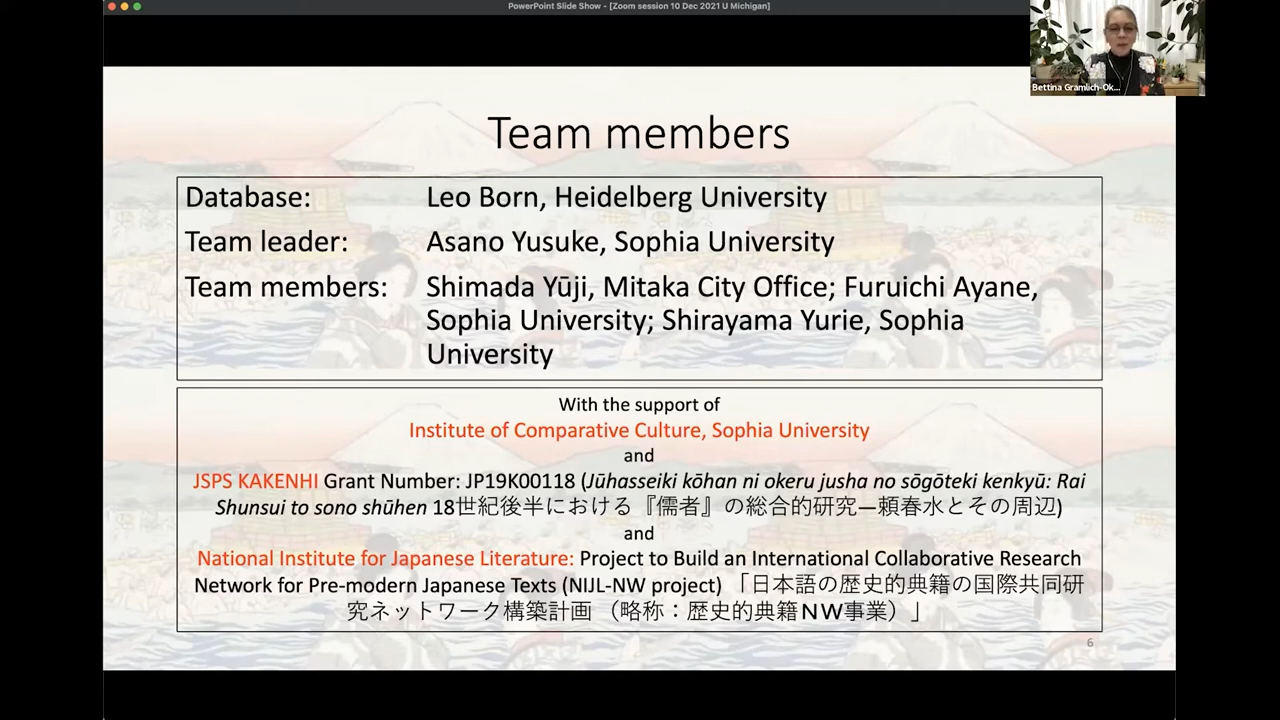 PowerPoint Slide Show - [Zoom session 10 Dec 2021 U Michigan]
Bettina Gramlich-Ok...
Team members
Database: Leo Born, Heidelberg University
Team leader: Asano Yusuke, Sophia University
Team members: Shimada Yūji, Mitaka City Office; Furuichi Ayane,
Sophia University; Shirayama Yurie, Sophia
University
With the support of
Institute of Comparative Culture, Sophia University
and
JSPS KAKENHI Grant Number: JP19K00118 (Jūhasseiki kōhan ni okeru jusha no sōgōteki kenkyū: Rai
Shunsui to sono shūhen 18世紀後半における『儒者』の総合的研究—頼春水とその周辺)
and
National Institute for Japanese Literature: Project to Build an International Collaborative Research
Network for Pre-modern Japanese Texts (NIJL-NW project) 「日本語の歴史的典籍の国際共同研
究ネットワーク構築計画 （略称：歴史的典籍ＮＷ事業）」
6